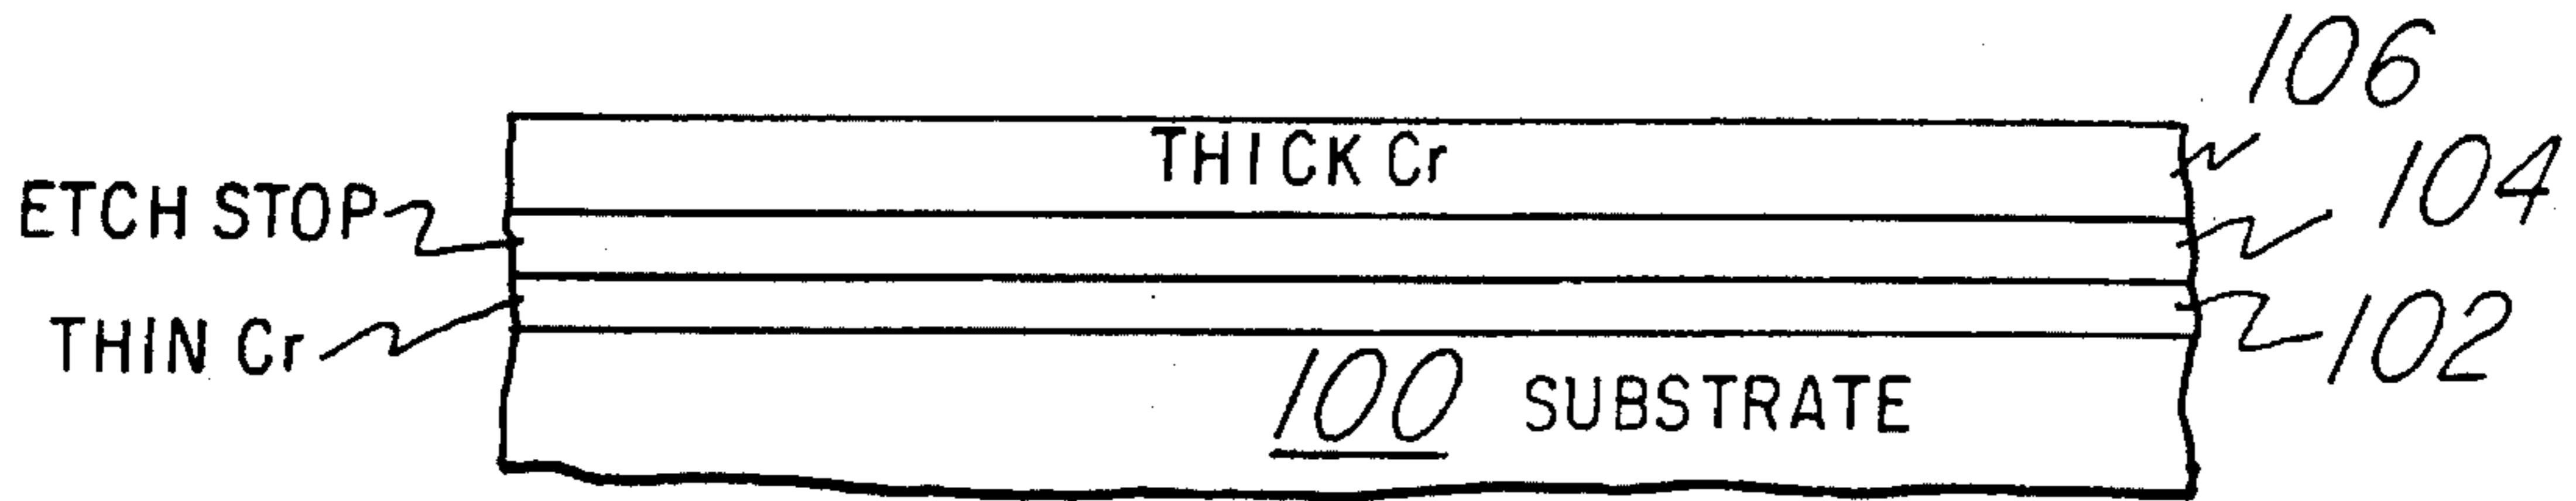 106
THICK Cr
104
ETCH STOP
102
THIN Cr
100 SUBSTRATE